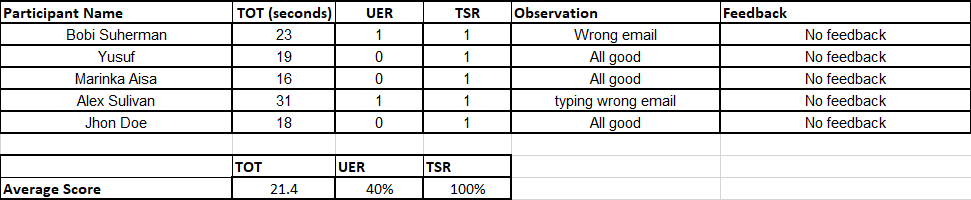 Participant Name TOT (seconds) UER TSR Observation Feedback
Bobi Suherman 23 1 1 Wrong email No feedback
Yusuf 19 0 1 All good No feedback
Marinka Aisa 16 0 1 All good No feedback
Alex Sulivan 31 1 1 typing wrong email No feedback
Jhon Doe 18 0 1 All good No feedback
TOT UER TSR
Average Score 21.4 40% 100%